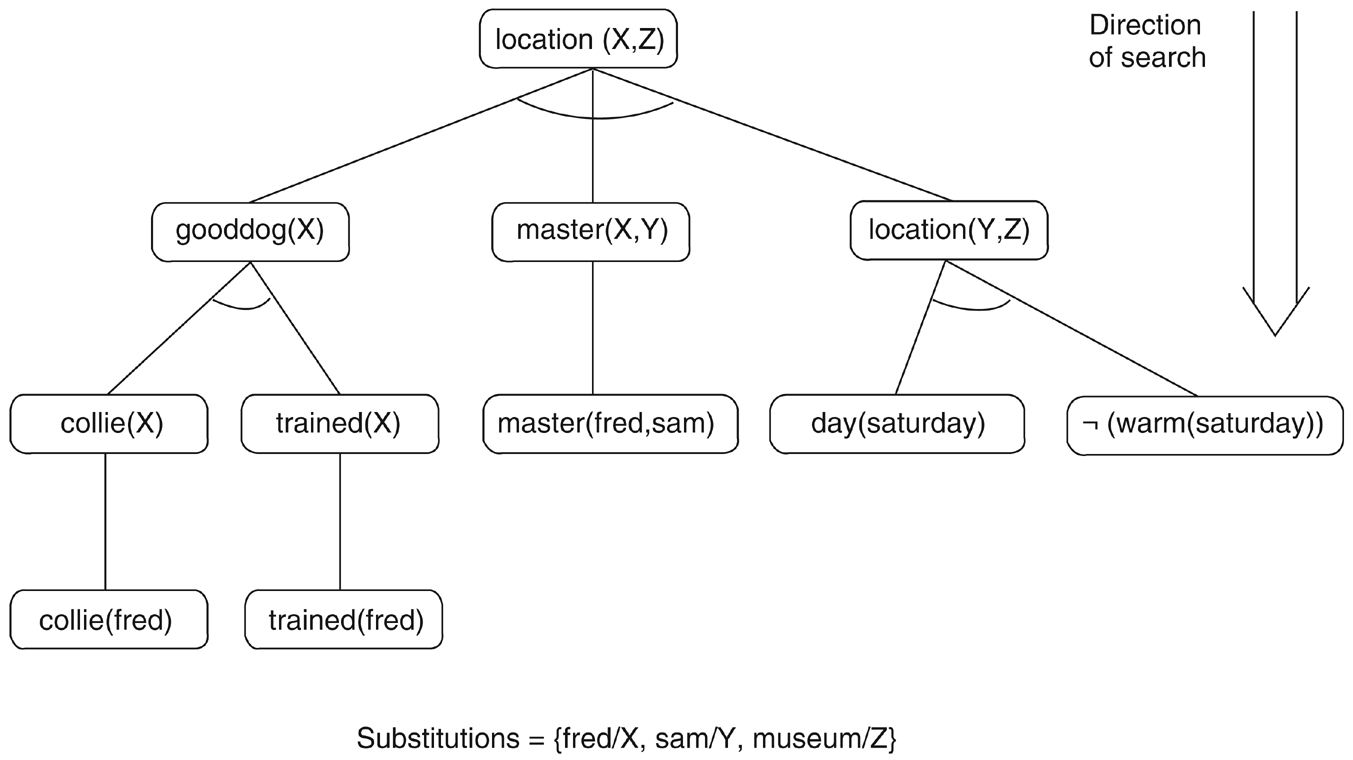 location (X,Z)
Direction
of search
gooddog(X)
master(X,Y)
location(Y,Z)
collie(X)
trained(X)
master(fred,sam)
day(saturday)
¬ (warm(saturday))
collie(fred)
trained(fred)
Substitutions = {fred/X, sam/Y, museum/Z}